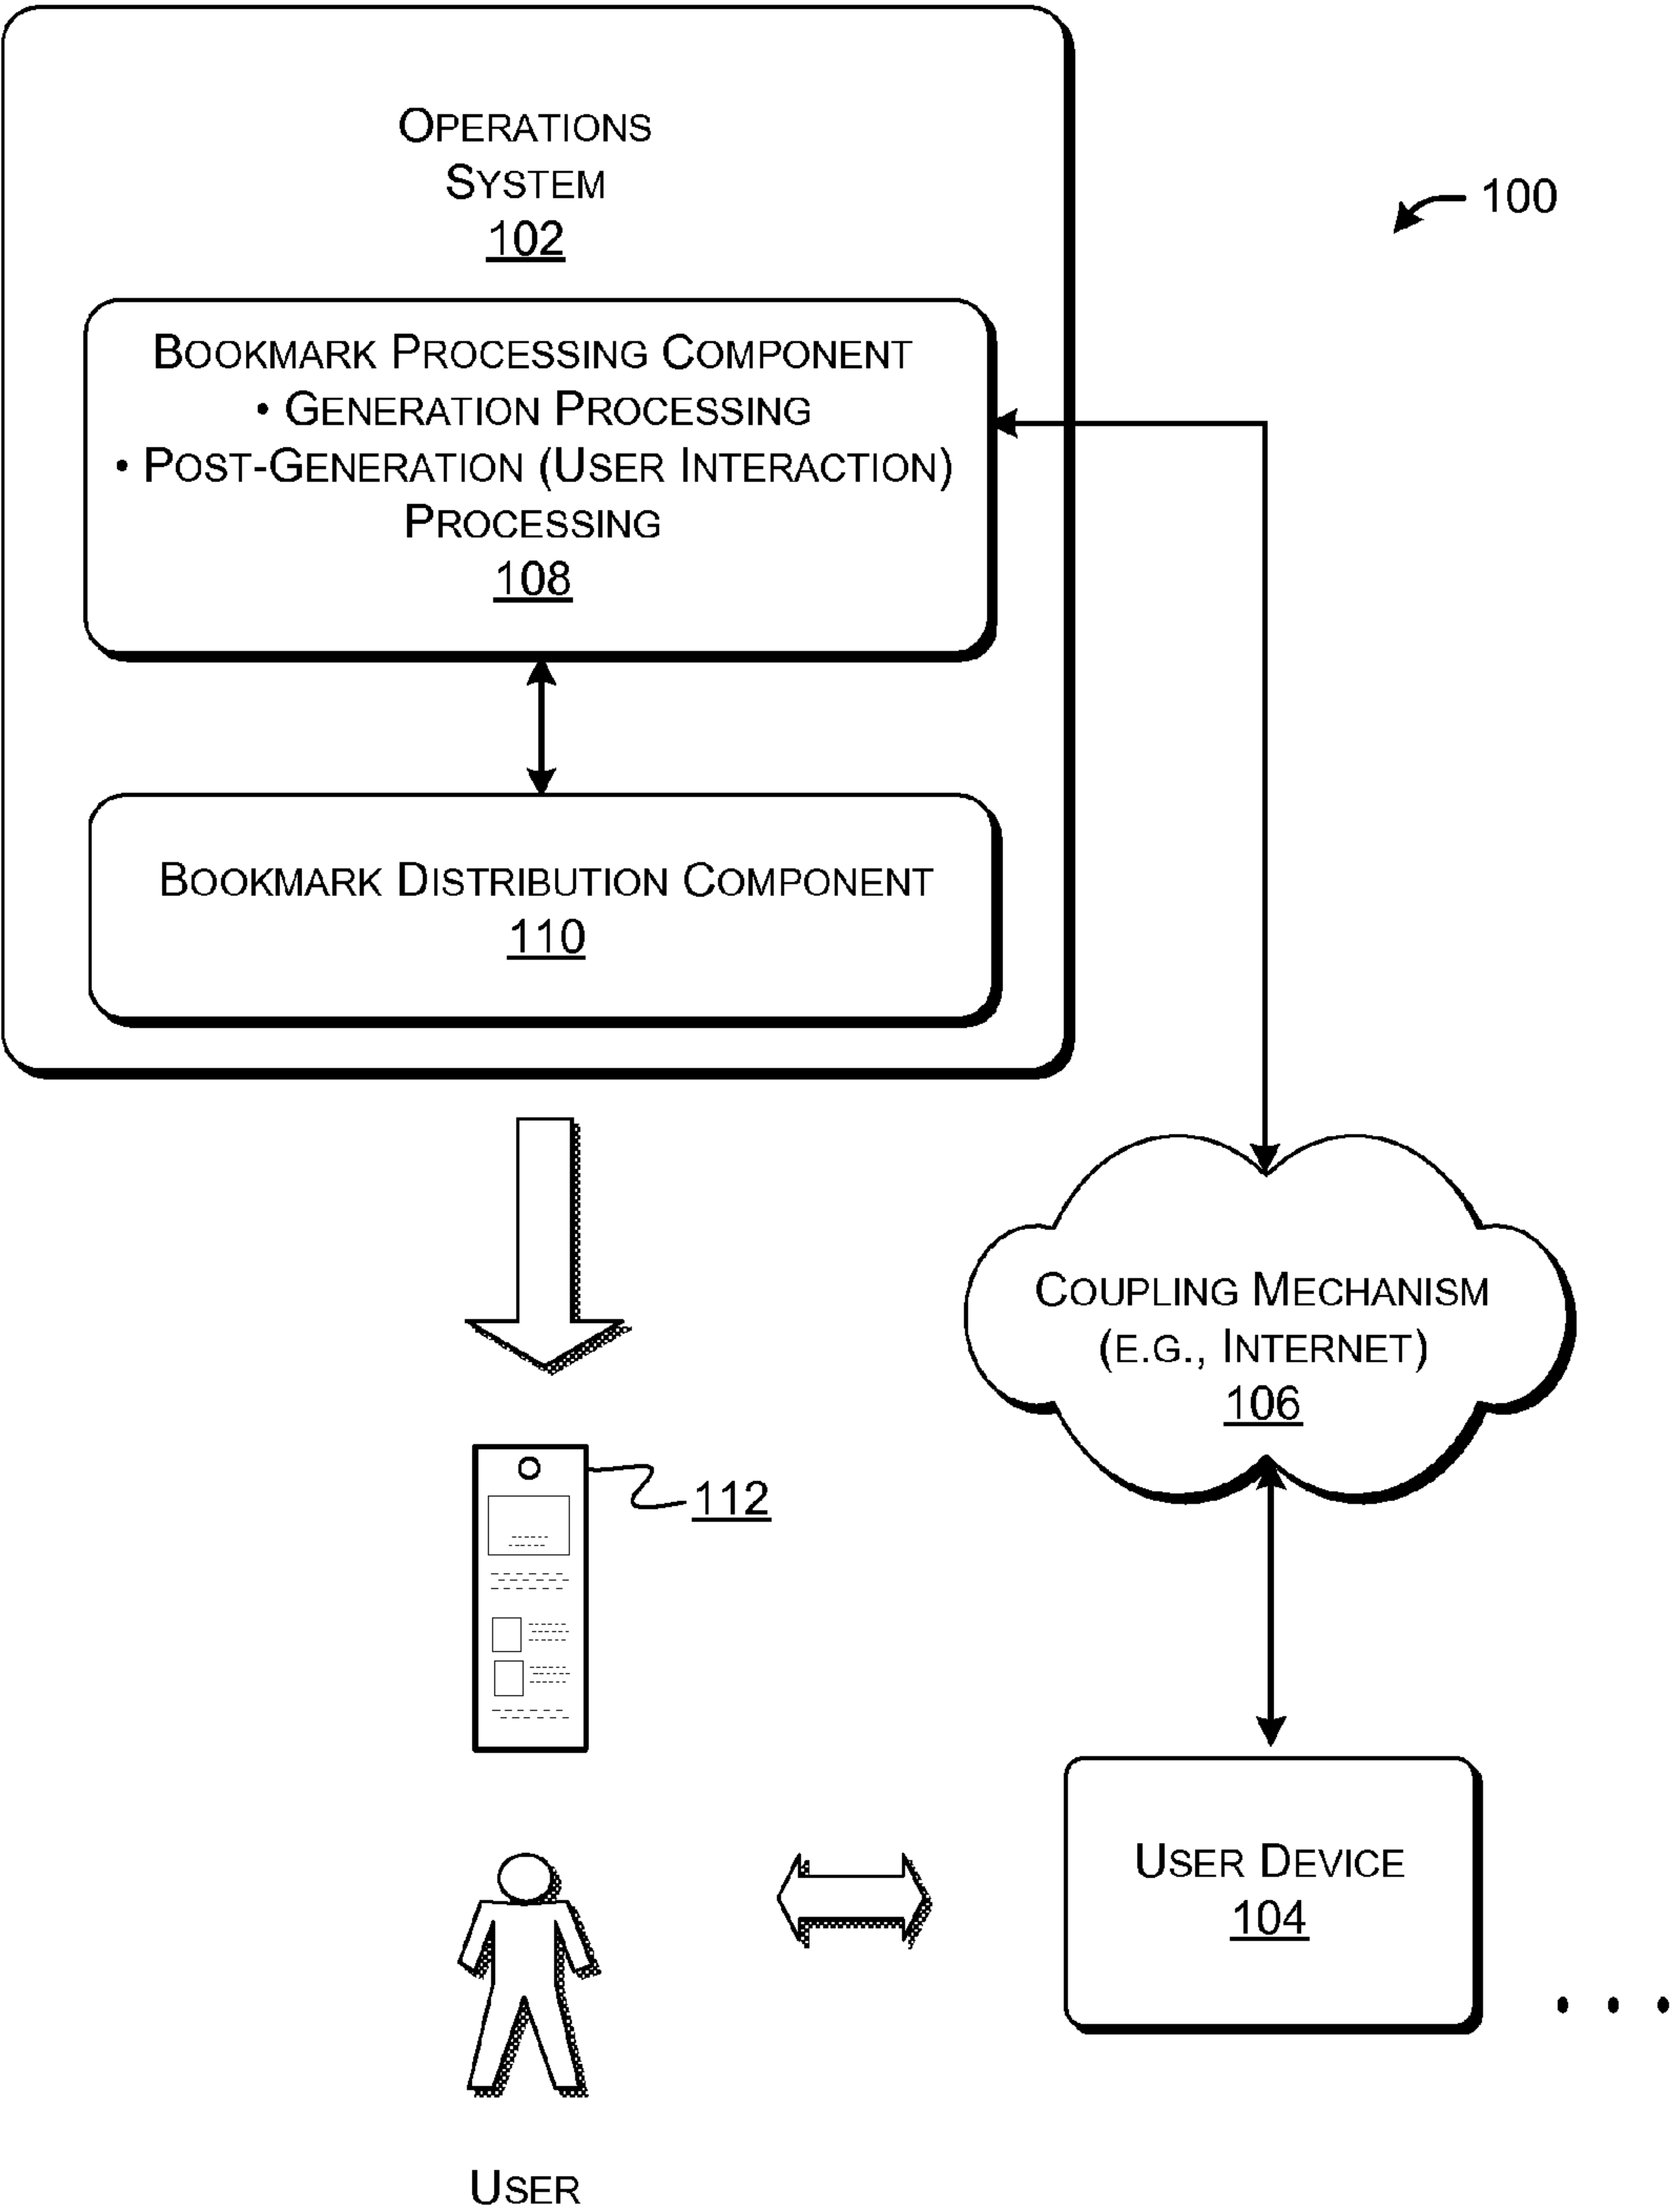 OPERATIONS
SYSTEM
102
100
BOOKMARK PROCESSING COMPONENT
• GENERATION PROCESSING
• POST-GENERATION (USER INTERACTION)
PROCESSING
108
BOOKMARK DISTRIBUTION COMPONENT
110
COUPLING MECHANISM
(E.G., INTERNET)
106
112
USER DEVICE
104
. . .
USER